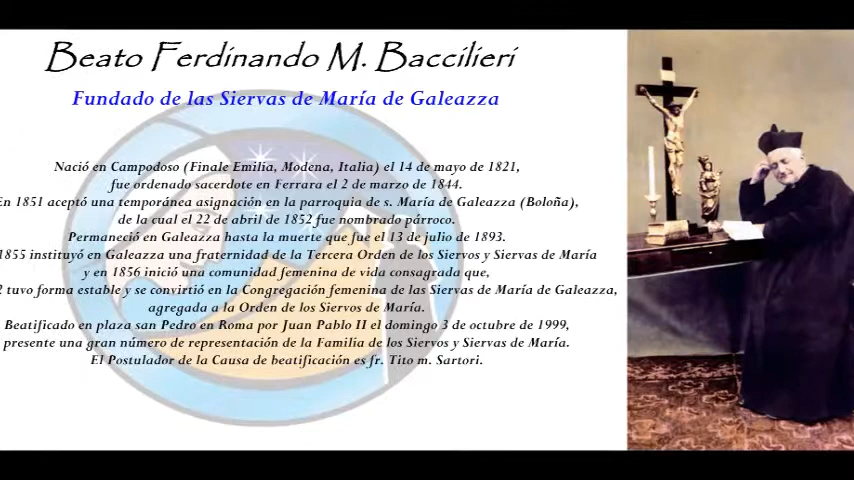 Beato Ferdinando M. Baccilieri
Fundado de las Siervas de María de Galeazza
Nació en Campodoso (Finale Emilia, Modena, Italia) el 14 de mayo de 1821,
fue ordenado sacerdote en Ferrara el 2 de marzo de 1844.
En 1851 aceptó una temporánea asignación en la parroquia de s. María de Galeazza (Boloña),
de la cual el 22 de abril de 1852 fue nombrado párroco.
Permaneció en Galeazza hasta la muerte que fue el 13 de julio de 1893.
1855 instituyó en Galeazza una fraternidad de la Tercera Orden de los Siervos y Siervas de María
y en 1856 inició una comunidad femenina de vida consagrada que,
2 tuvo forma estable y se convirtió en la Congregación femenina de las Siervas de María de Galeazza,
agregada a la Orden de los Siervos de María.
Beatificado en plaza san Pedro en Roma por Juan Pablo II el domingo 3 de octubre de 1999,
presente una gran número de representación de la Familia de los Siervos y Siervas de María.
El Postulador de la Causa de beatificación es fr. Tito m. Sartori.